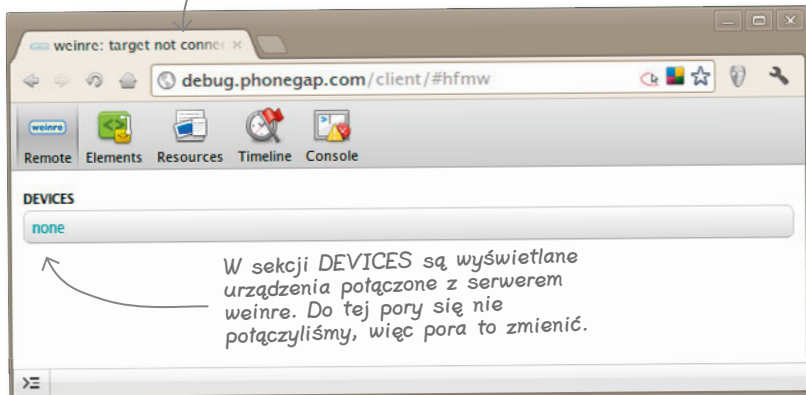 weinre: target not connec
debug.phonegap.com/client/#hfmw
weinre
Remote Elements Resources Timeline Console
DEVICES
none
W sekcji DEVICES są wyświetlane
urządzenia połączone z serwerem
weinre. Do tej pory się nie
połączyliśmy, więc pora to zmienić.